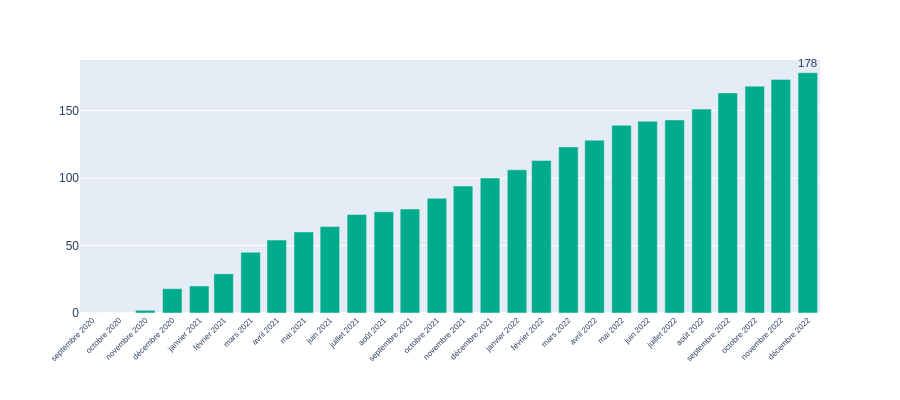 178
150
100
50
0
septembre 2020
octobre 2020
novembre 2020
décembre 2020
janvier 2021
février 2021
mars 2021
avril 2021
mai 2021
juin 2021
juillet 2021
août 2021
septembre 2021
octobre 2021
novembre 2021
décembre 2021
janvier 2022
février 2022
mars 2022
avril 2022
mai 2022
juin 2022
juillet 2022
août 2022
septembre 2022
octobre 2022
novembre 2022
décembre 2022